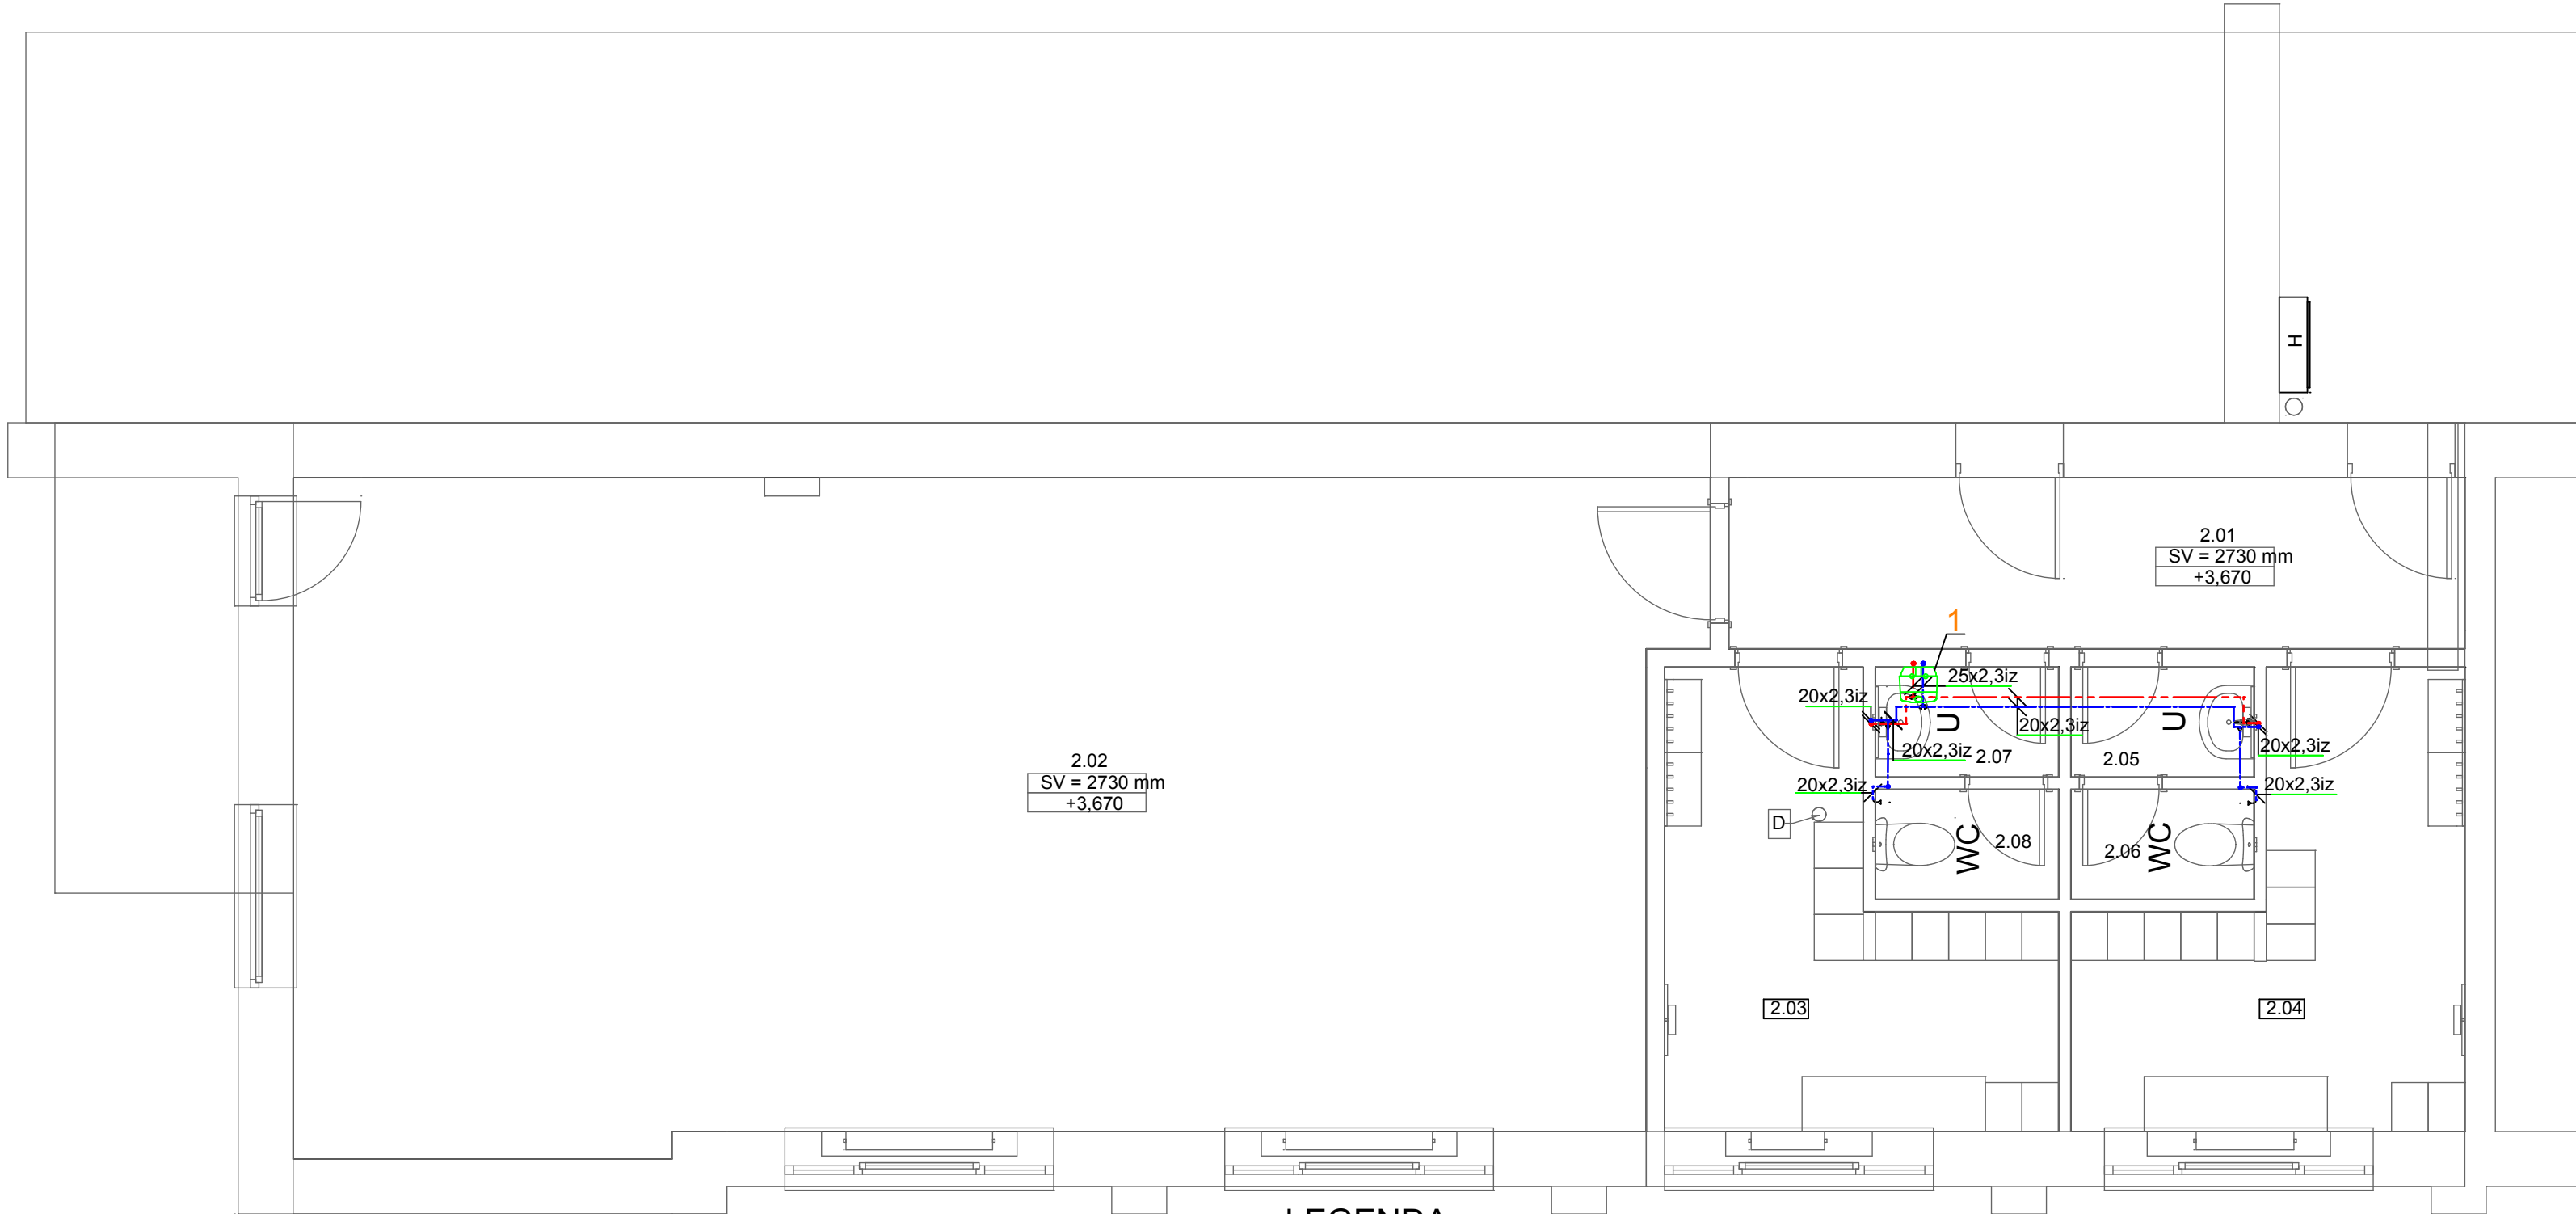 H
2.01
SV = 2730 mm
+3,670
1
25x2,3iz
20x2,3iz
U
U
20x2,3iz
20x2,3iz
2.07
2.05
20x2,3iz
2.02
SV = 2730 mm
+3,670
20x2,3iz
20x2,3iz
D
WC
2.08
2.06
WC
2.03
2.04
LEGENDA